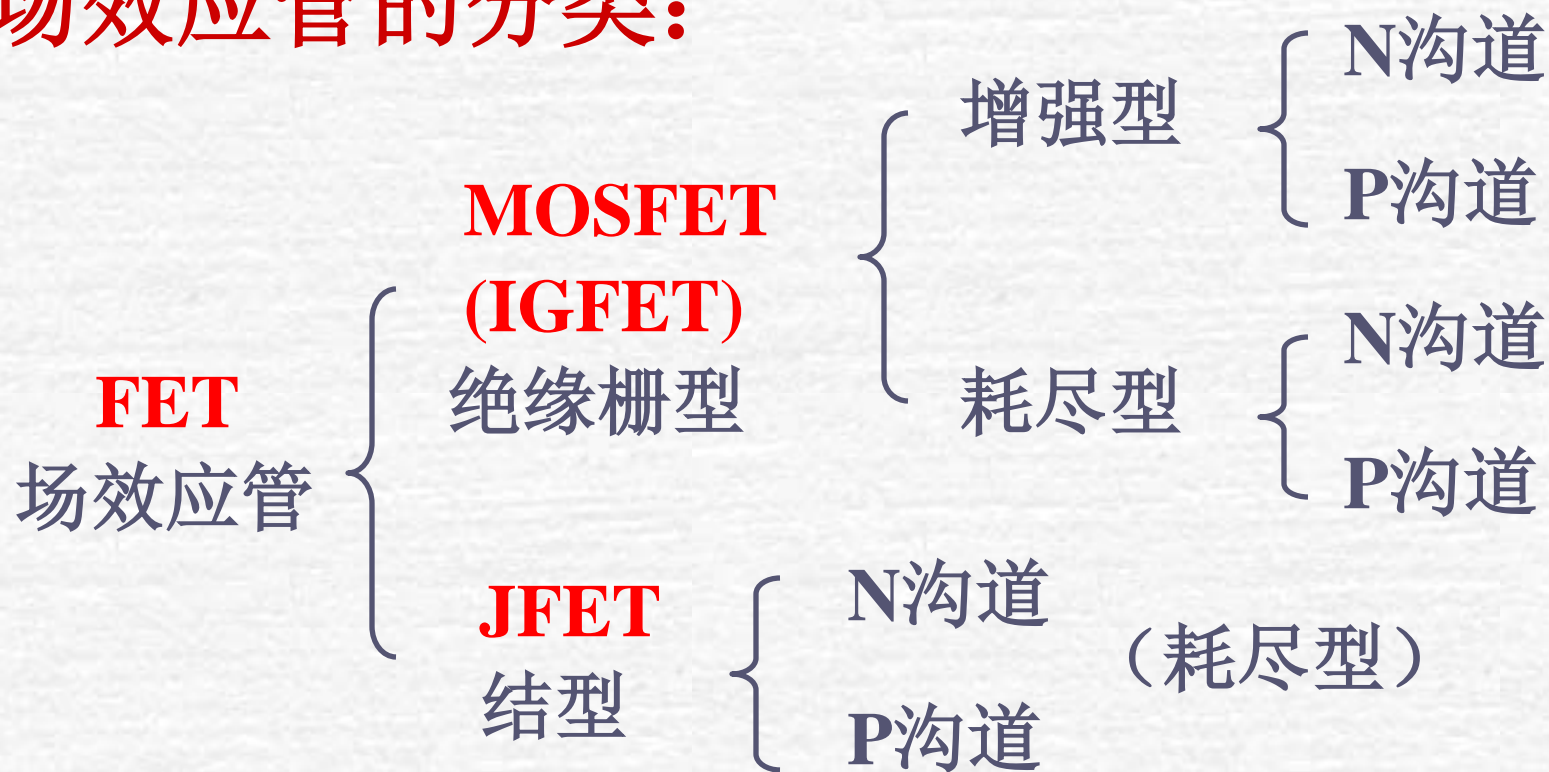 场效应管的分类：
FET
场效应管
MOSFET
(IGFET)
绝缘栅型
增强型
N沟道
P沟道
耗尽型
N沟道
P沟道
JFET
结型
N沟道
P沟道
（耗尽型）